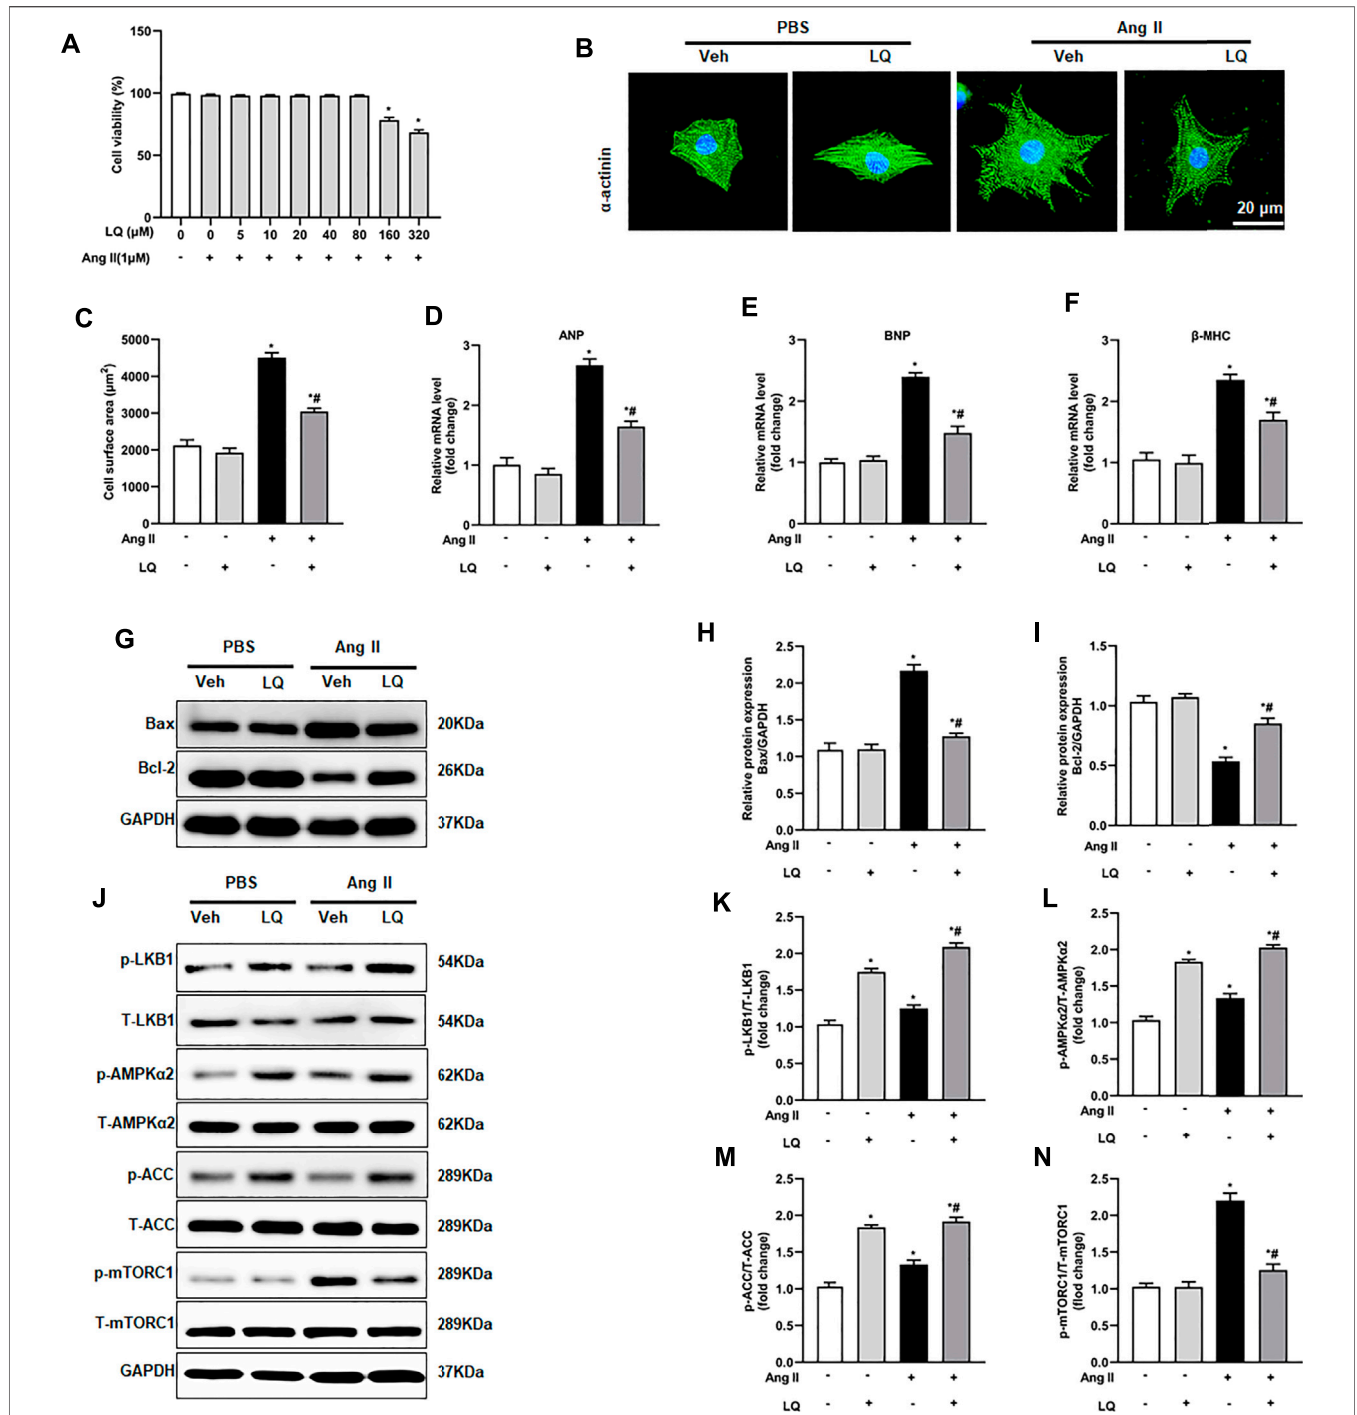 A
Cell viability (%)
150
100
50
0
* *
LQ (μM) 0 0 5 10 20 40 80 160 320
Ang II(1μM) - + + + + + + + +
B
PBS Ang II
Veh LQ Veh LQ
α-actinin
20 μm
C
Cell surface area (μm²)
5000
4000
3000
2000
1000
0
* *#
Ang II - - + +
LQ - + - +
D
ANP
Relative mRNA level
(fold change)
3
2
1
0
* *#
- - + +
- + - +
E
BNP
Relative mRNA level
(fold change)
3
2
1
0
* *#
Ang II - - + +
LQ - + - +
F
β-MHC
Relative mRNA level
(fold change)
3
2
1
0
* *#
- - + +
- + - +
G
PBS Ang II
Veh LQ Veh LQ
Bax 20KDa
Bcl-2 26KDa
GAPDH 37KDa
H
Relative protein expression
Bax/GAPDH
2.5
2.0
1.5
1.0
0.5
0.0
* *#
Ang II - - + +
LQ - + - +
I
Relative protein expression
Bcl-2/GAPDH
1.5
1.0
0.5
0.0
* *#
Ang II - - + +
LQ - + - +
J
PBS Ang II
Veh LQ Veh LQ
p-LKB1 54KDa
T-LKB1 54KDa
p-AMPKα2 62KDa
T-AMPKα2 62KDa
p-ACC 289KDa
T-ACC 289KDa
p-mTORC1 289KDa
T-mTORC1 289KDa
GAPDH 37KDa
K
p-LKB1/T-LKB1
(fold change)
2.5
2.0
1.5
1.0
0.5
0.0
* * *#
Ang II - - + +
LQ - + - +
L
p-AMPKα2/T-AMPKα2
(fold change)
2.5
2.0
1.5
1.0
0.5
0.0
* * *#
Ang II - - + +
LQ - + - +
M
p-ACC/T-ACC
(fold change)
2.5
2.0
1.5
1.0
0.5
0.0
* * *#
Ang II - - + +
LQ - + - +
N
p-mTORC1/T-mTORC1
(flod change)
2.5
2.0
1.5
1.0
0.5
0.0
* *#
Ang II - - + +
LQ - + - +